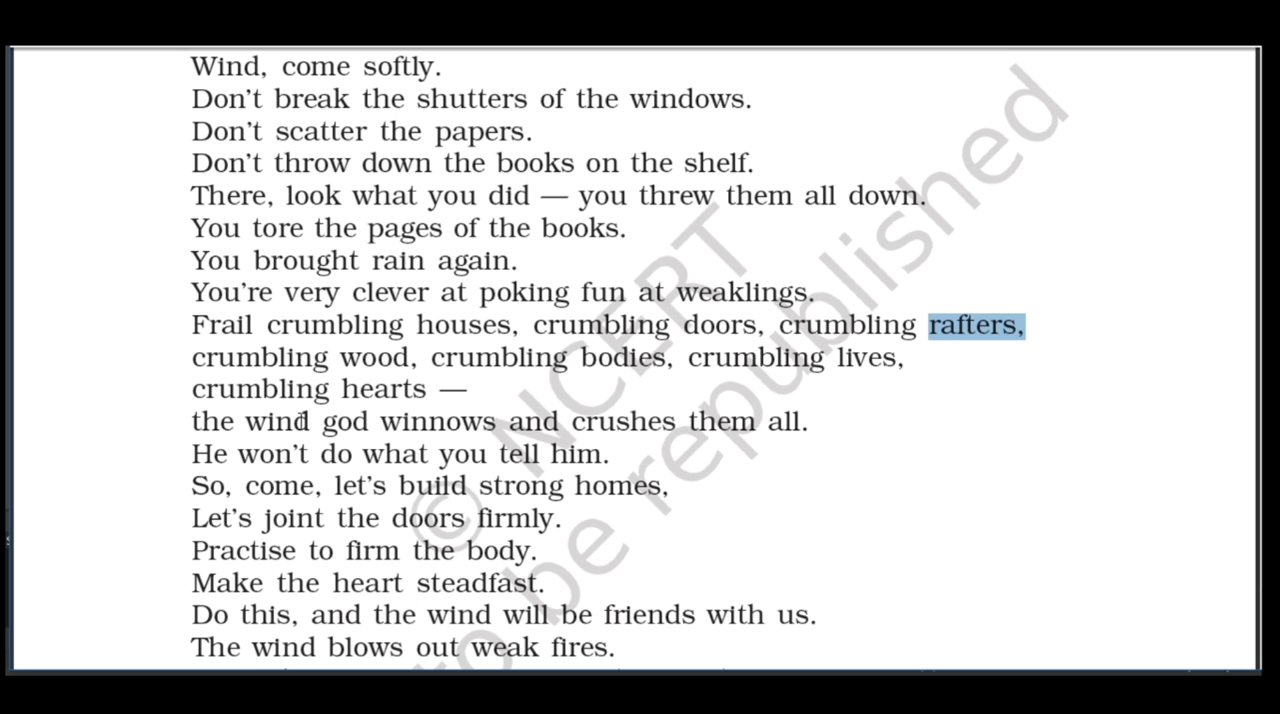 Wind, come softly.
Don't break the shutters of the windows.
Don't scatter the papers.
Don't throw down the books on the shelf.
There, look what you did — you threw them all down.
You tore the pages of the books.
You brought rain again.
You're very clever at poking fun at weaklings.
Frail crumbling houses, crumbling doors, crumbling rafters,
crumbling wood, crumbling bodies, crumbling lives,
crumbling hearts —
the wind god winnows and crushes them all.
He won't do what you tell him.
So, come, let's build strong homes,
Let's joint the doors firmly.
Practise to firm the body.
Make the heart steadfast.
Do this, and the wind will be friends with us.
The wind blows out weak fires.
© NCERT
to be republished